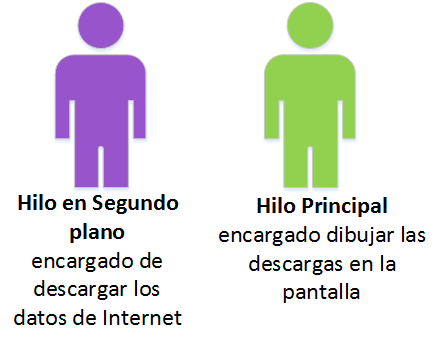 Hilo en Segundo
plano
encargado de
descargar los
datos de Internet
Hilo Principal
encargado dibujar las
descargas en la
pantalla